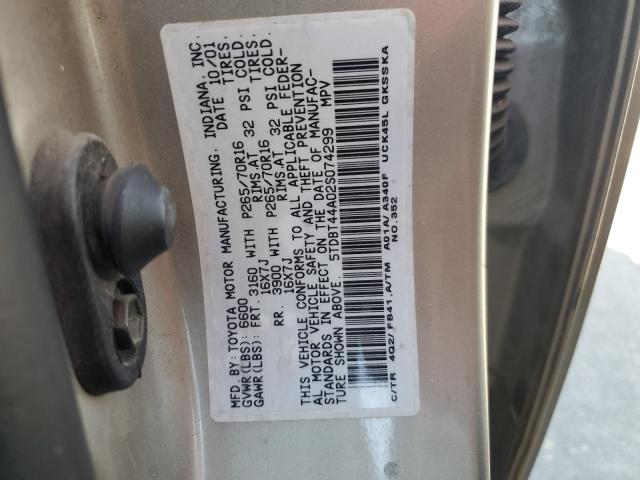 MFD. BY: TOYOTA MOTOR MANUFACTURING, INDIANA, INC.
GVWR(LBS): 6600 DATE 10/01
GAWR(LBS): FRT. 3160 WITH P265/70R16 TIRES.
16X7J RIMS.AT 32 PSI COLD.
RR. 3900 WITH P265/70R16 TIRES.
16X7J RIMS.AT 32 PSI COLD.
THIS VEHICLE CONFORMS TO ALL APPLICABLE FEDER-
AL MOTOR VEHICLE SAFETY AND THEFT PREVENTION
STANDARDS IN EFFECT ON THE DATE OF MANUFAC-
TURE SHOWN ABOVE. 5TDBT44A02S074299 MPV
C/TR 4Q2/ FB41.A/TM A01A/ A340F UCK45L GKSSKA
NO.352